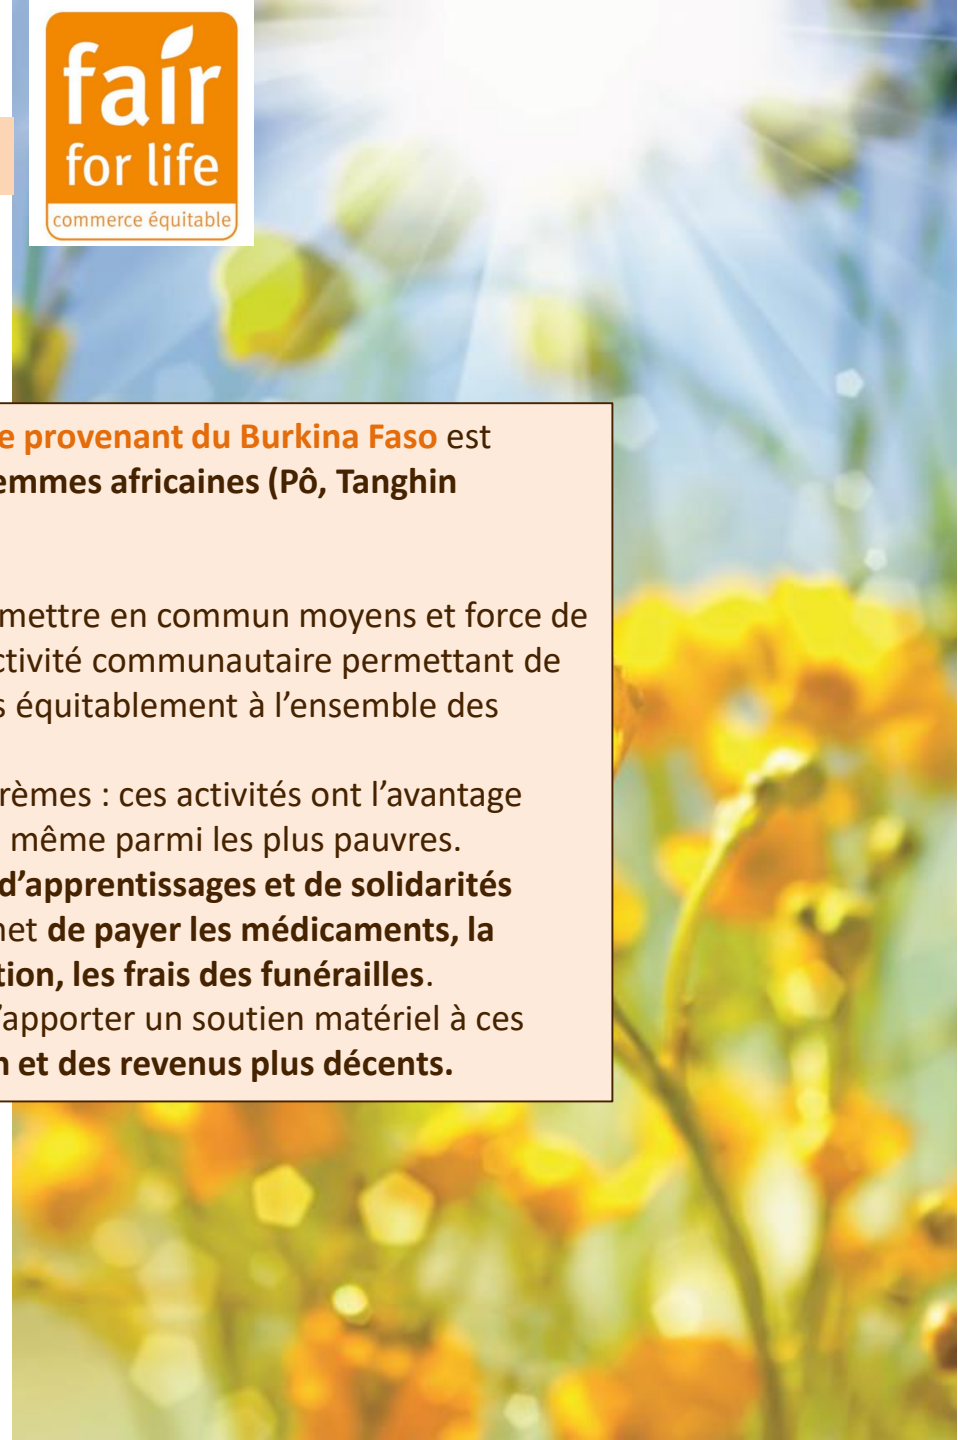 fair
for life
commerce équitable
e provenant du Burkina Faso est
emmes africaines (Pô, Tanghin
mettre en commun moyens et force de
ctivité communautaire permettant de
s équitablement à l’ensemble des
rèmes : ces activités ont l’avantage
même parmi les plus pauvres.
d’apprentissages et de solidarités
net de payer les médicaments, la
tion, les frais des funérailles.
’apporter un soutien matériel à ces
n et des revenus plus décents.